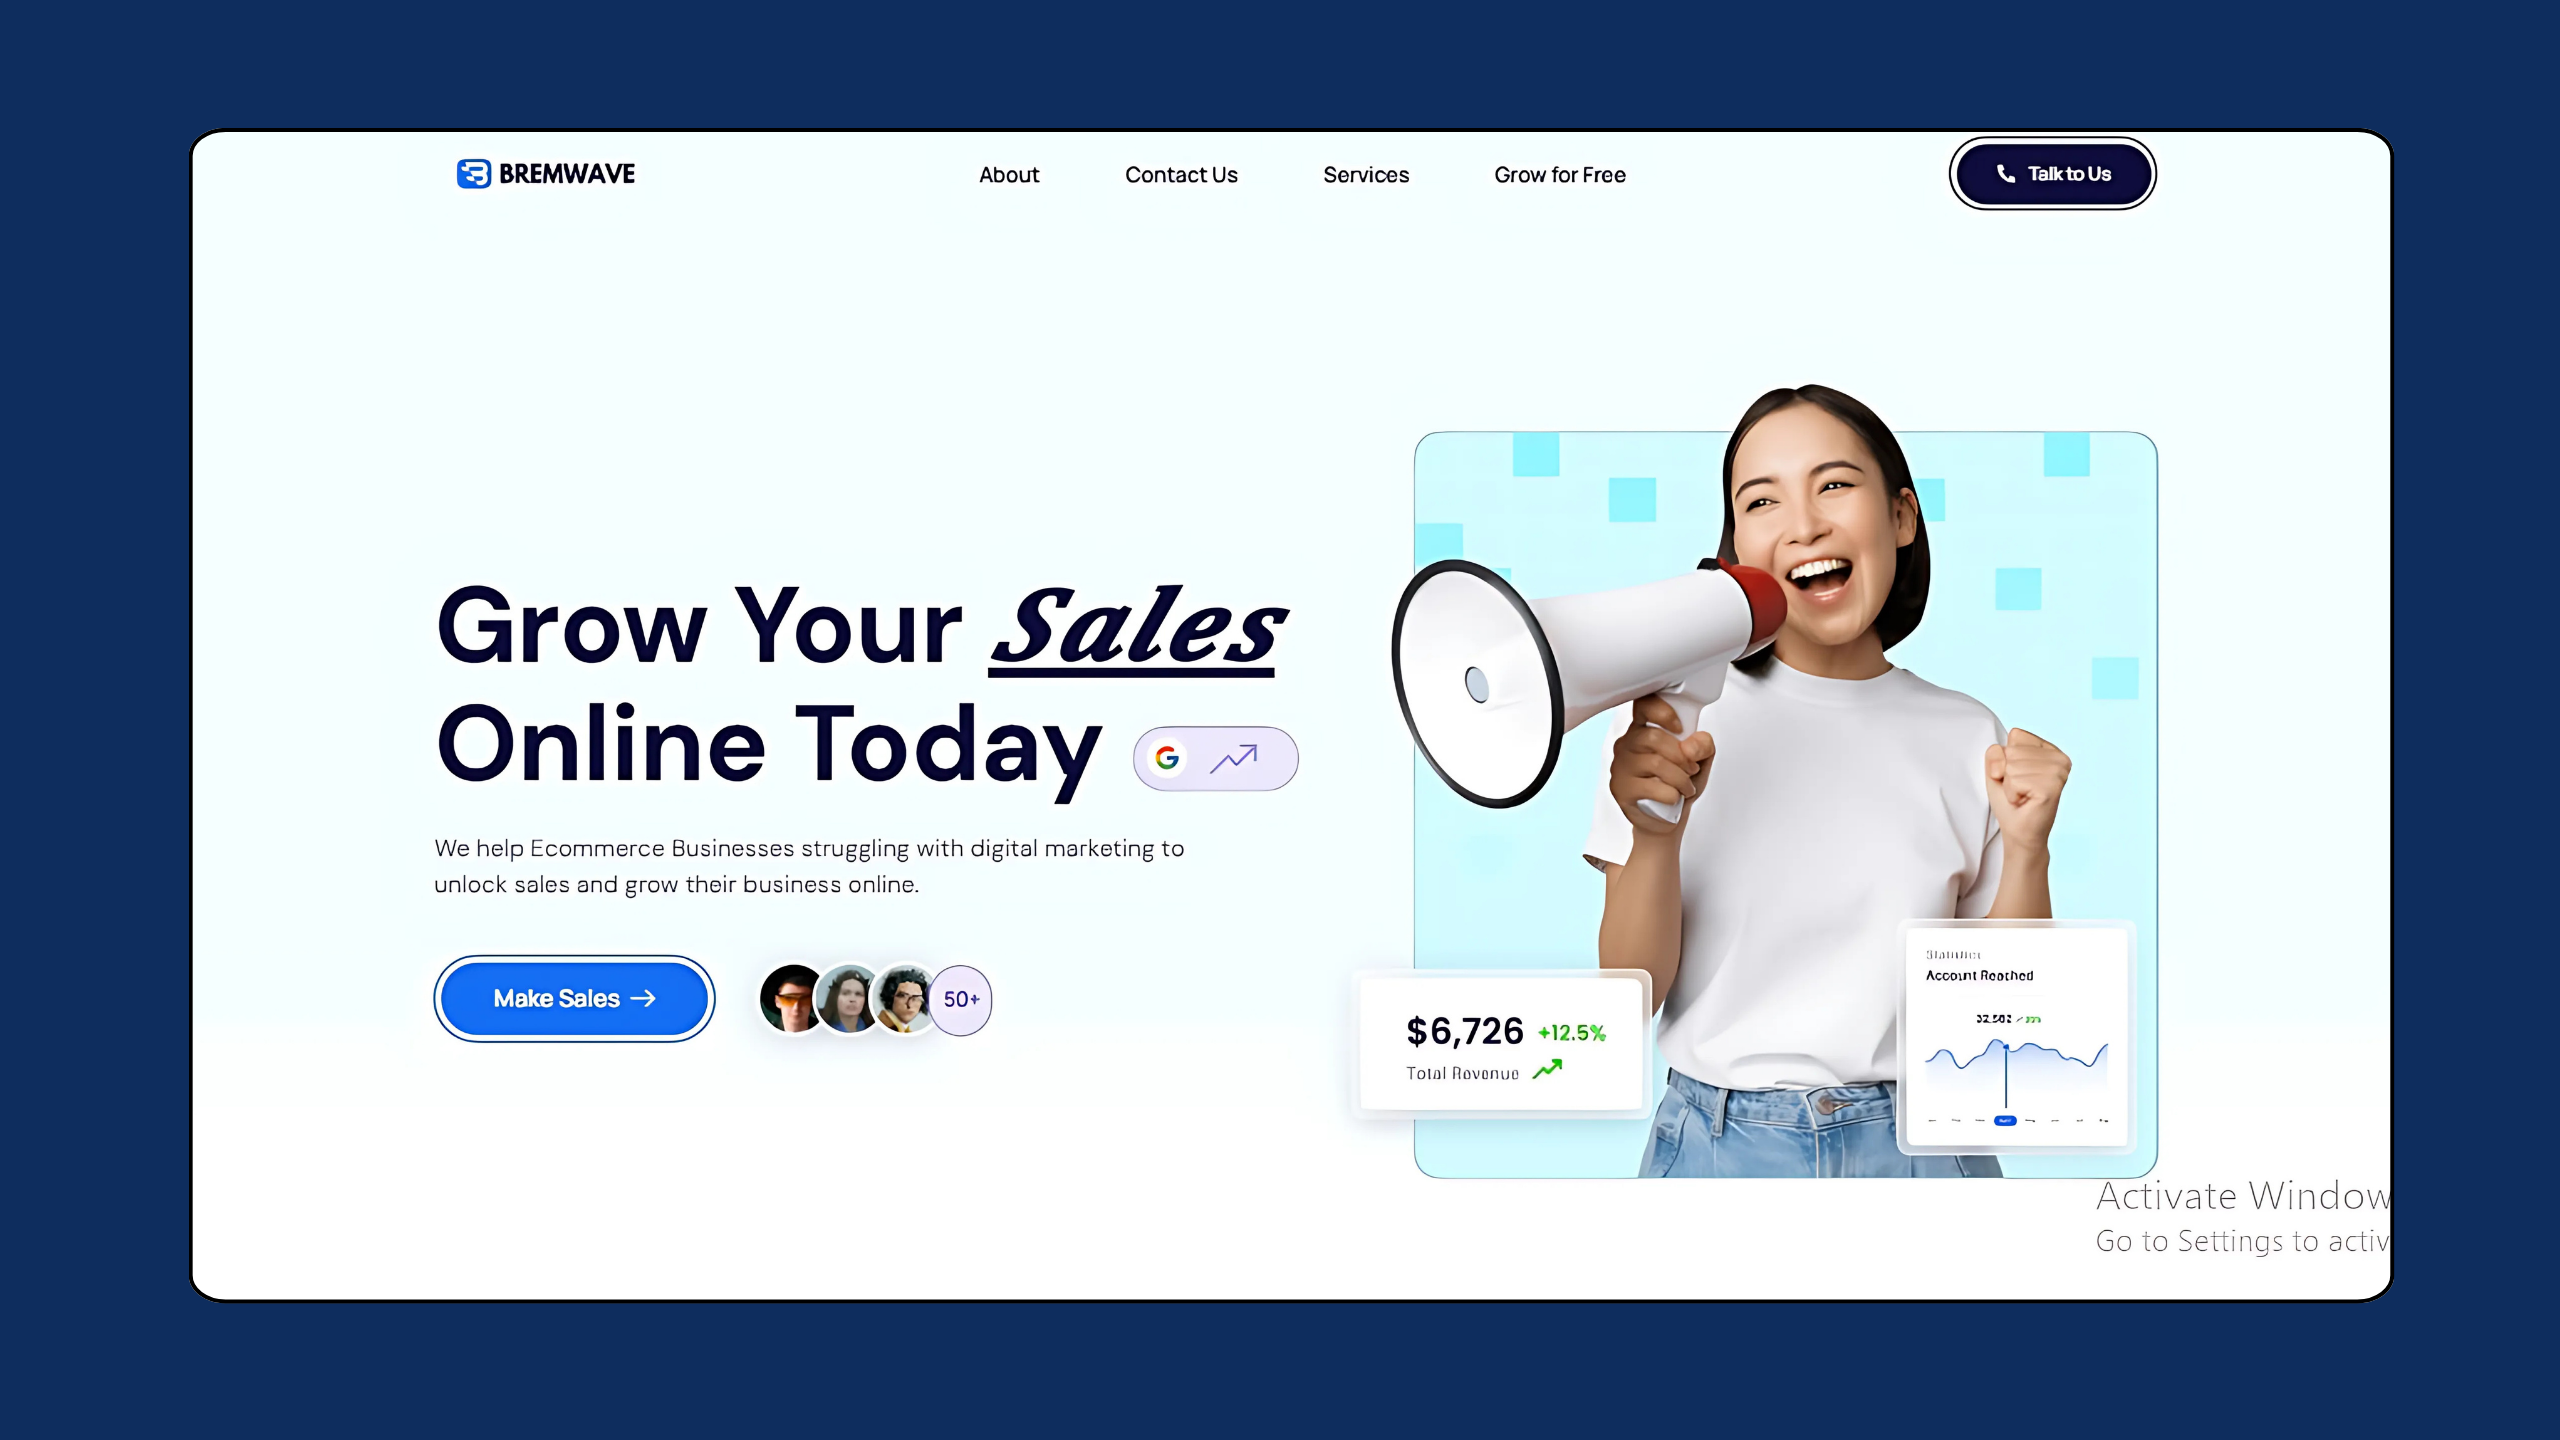 BREMWAVE
About
Contact Us
Services
Grow for Free
Talk to Us
Grow Your Sales
Online Today
We help Ecommerce Businesses struggling with digital marketing to
unlock sales and grow their business online.
Make Sales
50+
$6,726 +12.5%
Total Revenue
Statistics
Account Reached
Activate Window
Go to Settings to activ